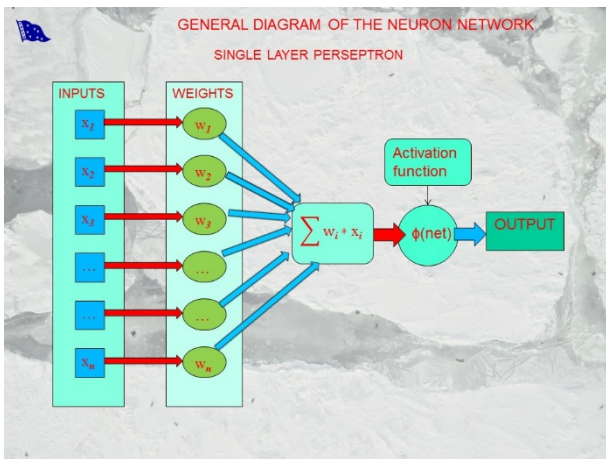 GENERAL DIAGRAM OF THE NEURON NETWORK
SINGLE LAYER PERSEPTRON
INPUTS
WEIGHTS
x1
w1
x2
w2
x3
w3
...
...
...
...
xn
wn
∑ wi * xi
Activation
function
ϕ(net)
OUTPUT